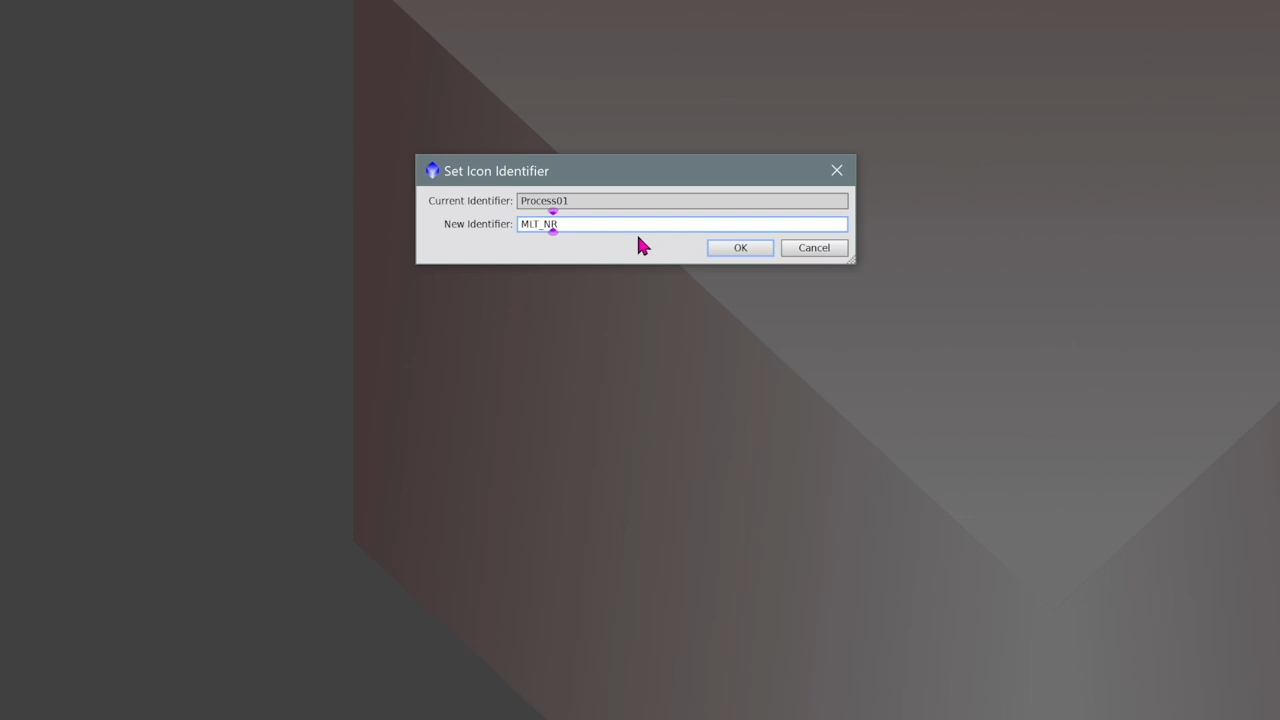 Set Icon Identifier
Current Identifier: Process01
New Identifier: MLT_NR
OK Cancel